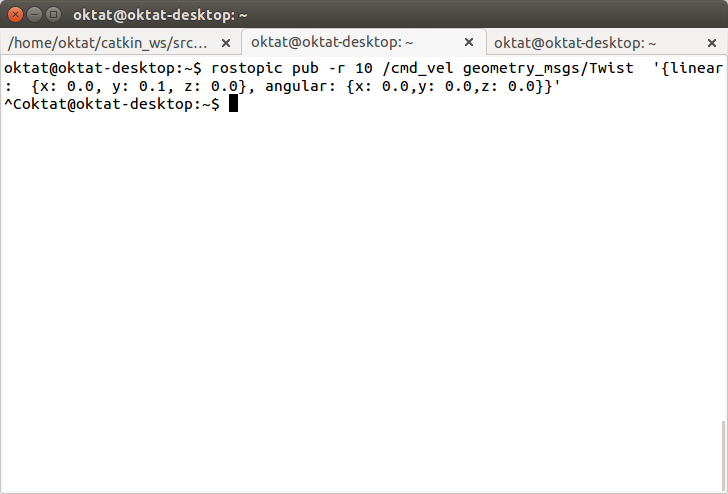 oktat@oktat-desktop: ~
/home/oktat/catkin_ws/src... × oktat@oktat-desktop: ~ × oktat@oktat-desktop: ~ ×
oktat@oktat-desktop:~$ rostopic pub -r 10 /cmd_vel geometry_msgs/Twist  '{linear
:  {x: 0.0, y: 0.1, z: 0.0}, angular: {x: 0.0,y: 0.0,z: 0.0}}'
^Coktat@oktat-desktop:~$